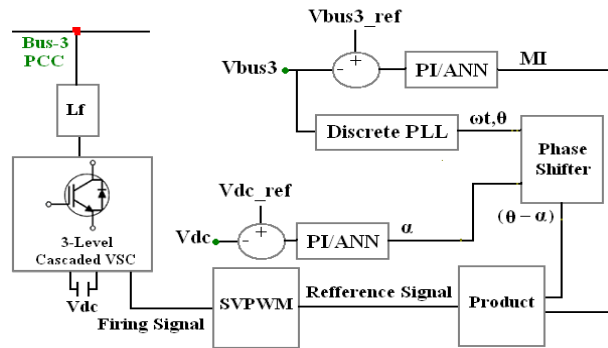 Vbus3_ref
Bus-3
PCC
Vbus3
-
+
PI/ANN
MI
Lf
Discrete PLL
ωt,θ
Phase
Shifter
Vdc_ref
3-Level
Cascaded VSC
Vdc
-
+
PI/ANN
α
(θ - α)
Vdc
Firing Signal
SVPWM
Refference Signal
Product